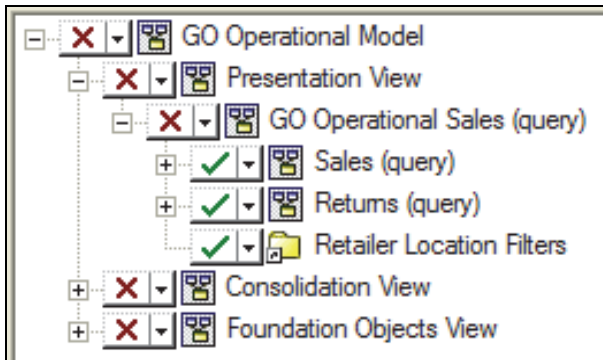 GO Operational Model
Presentation View
GO Operational Sales (query)
Sales (query)
Returns (query)
Retailer Location Filters
Consolidation View
Foundation Objects View